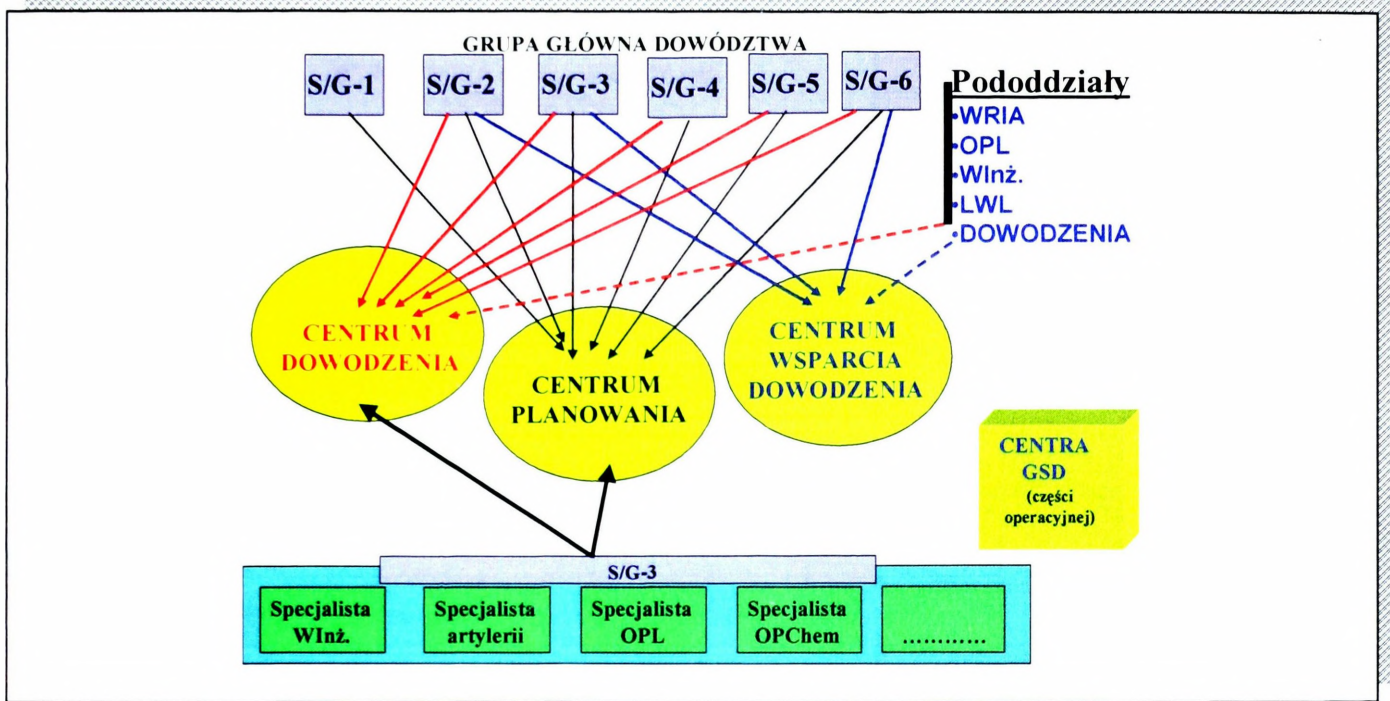 GRUPA GŁÓWNA DOWÓDZTWA
S/G-1
S/G-2
S/G-3
S/G-4
S/G-5
S/G-6
Pododdziały
•WRIA
•OPL
•WInż.
•LWL
•DOWODZENIA
CENTRUM
DOWODZENIA
CENTRUM
PLANOWANIA
CENTRUM
WSPARCIA
DOWODZENIA
CENTRA
GSD
(części
operacyjnej)
S/G-3
Specjalista
WInż.
Specjalista
artylerii
Specjalista
OPL
Specjalista
OPChem
............